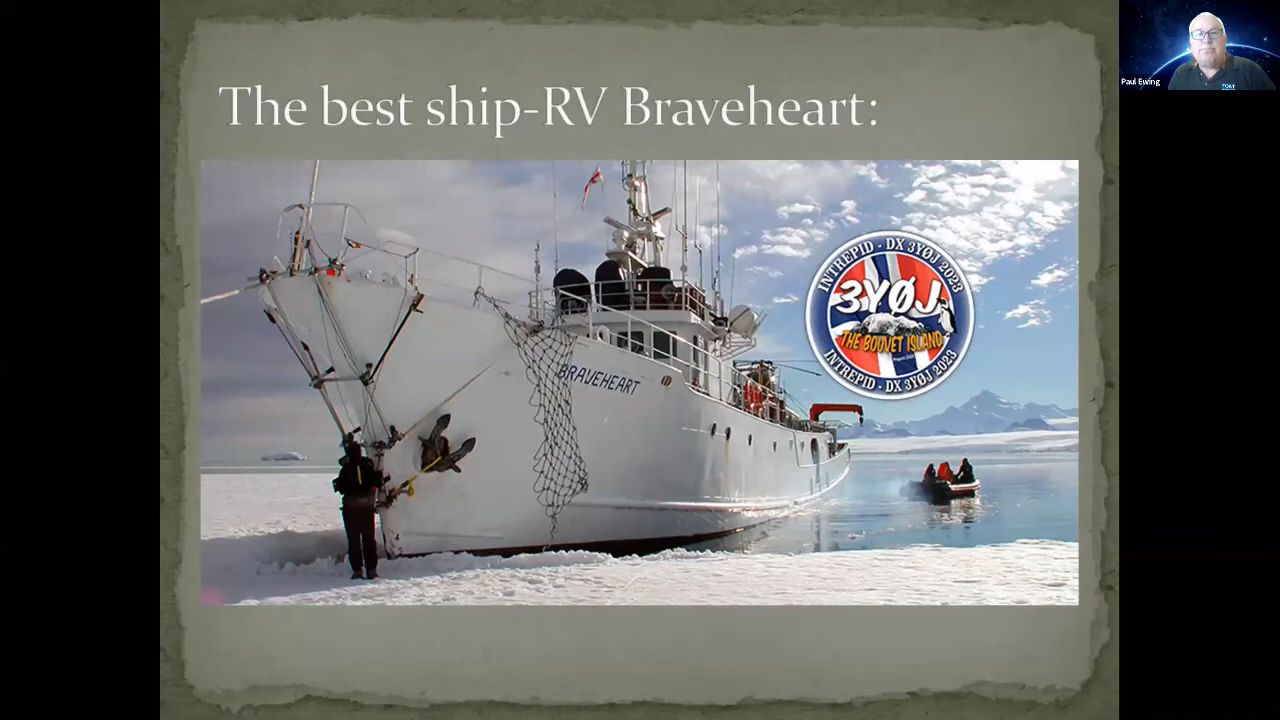 The best ship-RV Braveheart:
Paul Ewing
BRAVEHEART
INTREPID - DX 3YØJ 2023
3YØJ
THE BOUVET ISLAND
INTREPID - DX 3YØJ 2023